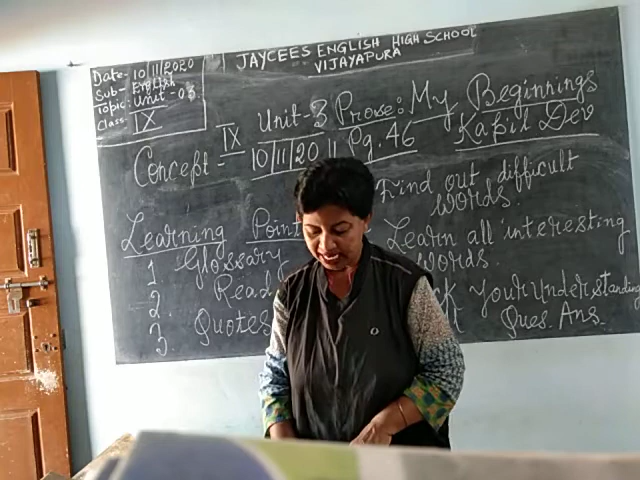 JAYCEES ENGLISH HIGH SCHOOL
VIJAYAPURA
Date- 10/11/2020
Sub- English
Topic: Unit-03
Class- IX
Unit-3 Prose: My Beginnings
Kapil Dev
Concept = IX 10/11/20 11 Pg. 46
Find out difficult
words.
Learning Point
1 Glossary
2. Read
3. Quotes
Learn all interesting
words.
Your Understanding
Ques. Ans.